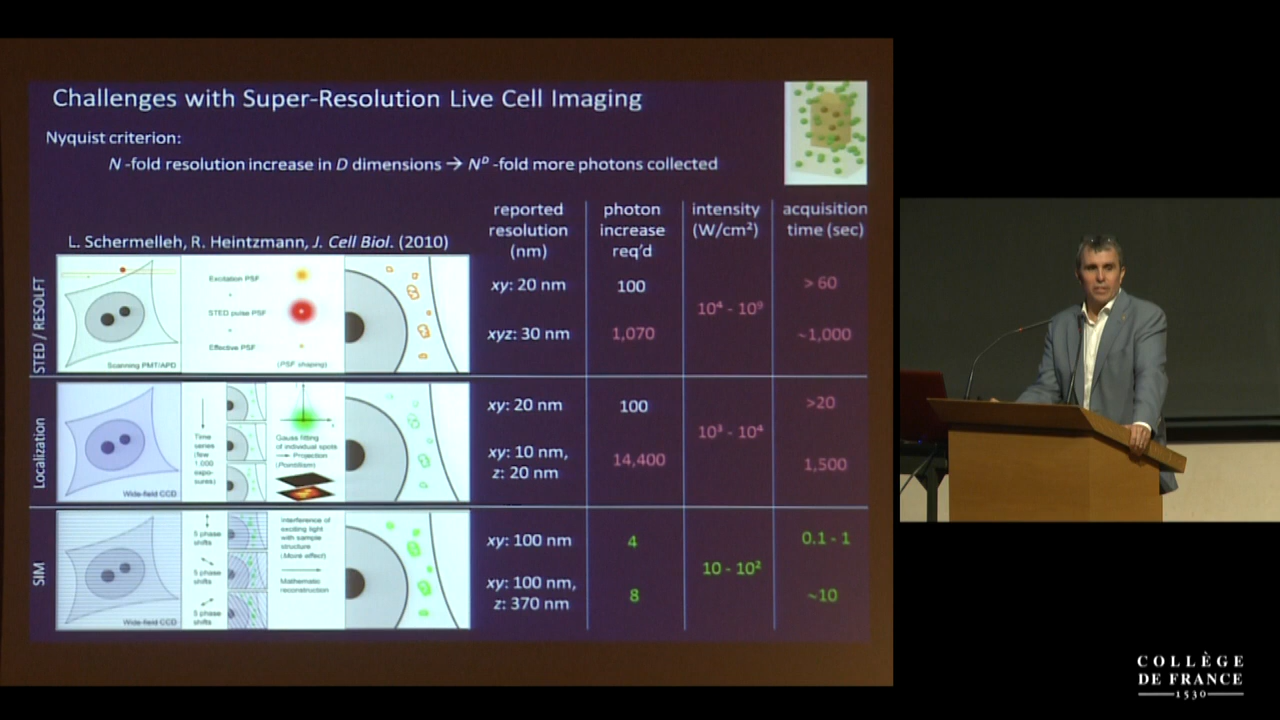 Challenges with Super-Resolution Live Cell Imaging
Nyquist criterion:
N -fold resolution increase in D dimensions → Nᴰ -fold more photons collected
reported resolution (nm)
photon increase req'd
intensity (W/cm²)
acquisition time (sec)
L. Schermelleh, R. Heintzmann, J. Cell Biol. (2010)
STED / RESOLFT
Excitation PSF
STED pulse PSF
Effective PSF
Scanning PMT/APD
(PSF shaping)
xy: 20 nm
100
10⁴ - 10⁹
> 60
xyz: 30 nm
1,070
~1,000
Localization
Time
series
(few
1,000
expo-
sures)
Gauss fitting
of individual spots
→ Projection
(Pointillism)
Wide-field CCD
xy: 20 nm
100
10³ - 10⁴
>20
xy: 10 nm,
z: 20 nm
14,400
1,500
SIM
5 phase
shifts
5 phase
shifts
5 phase
shifts
Interference of
exciting light
with sample
structure
(Moiré effect)
Mathematic
reconstruction
Wide-field CCD
xy: 100 nm
4
10 - 10²
0.1 - 1
xy: 100 nm,
z: 370 nm
8
~10
COLLÈGE
DE FRANCE
1530